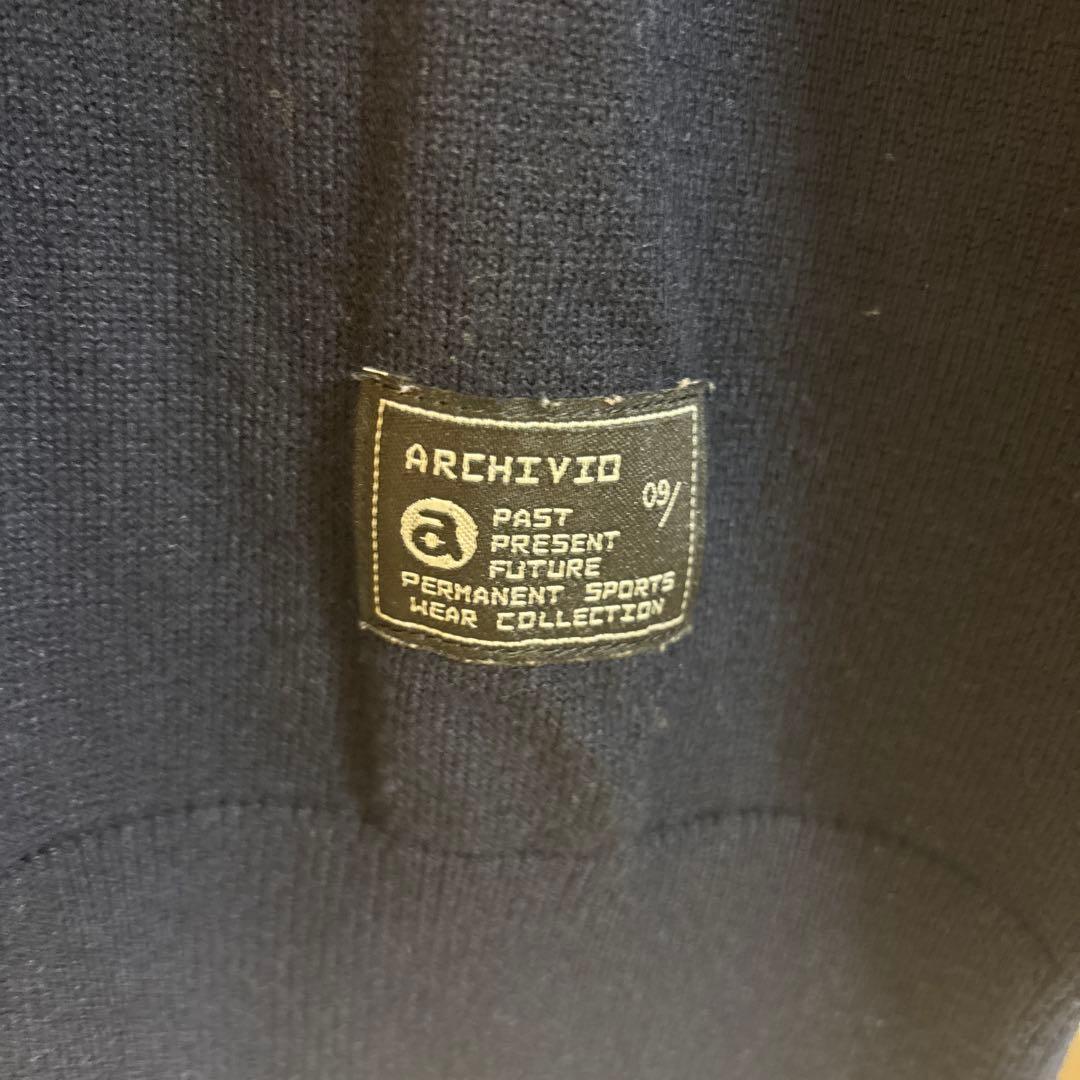 ARCHIVIO
09/
a
PAST
PRESENT
FUTURE
PERMANENT SPORTS
WEAR COLLECTION